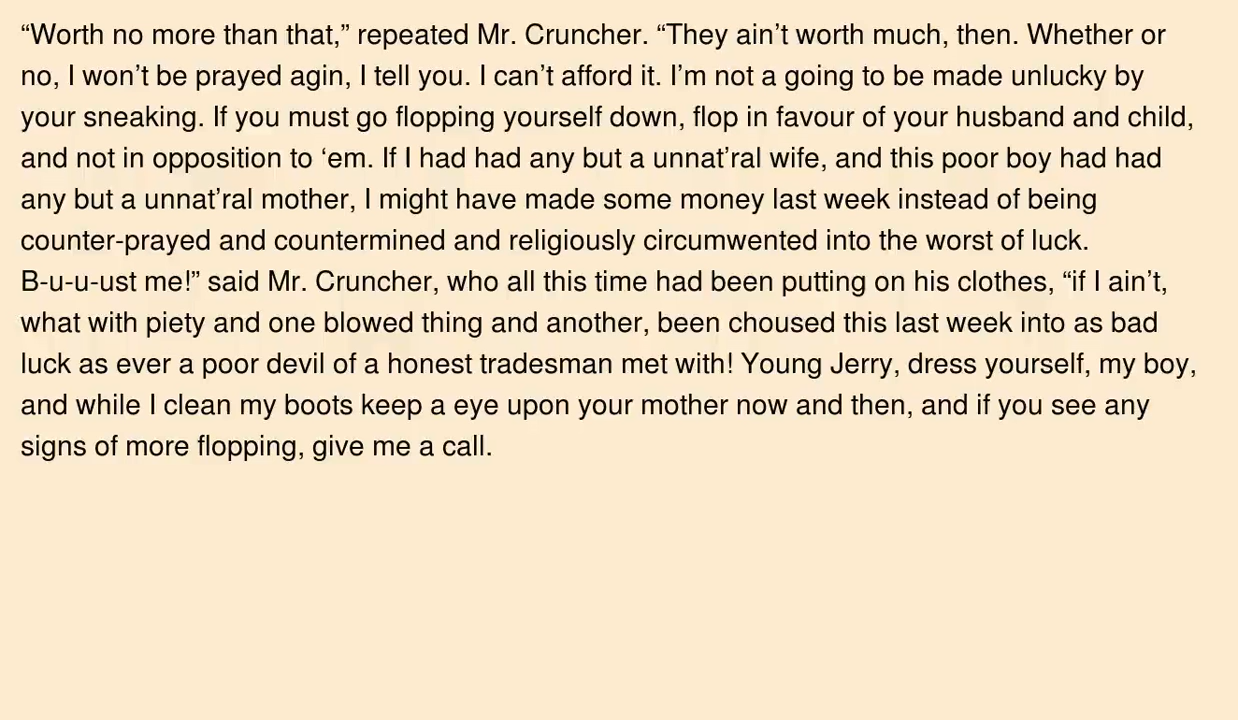 “Worth no more than that,” repeated Mr. Cruncher. “They ain’t worth much, then. Whether or
no, I won’t be prayed agin, I tell you. I can’t afford it. I’m not a going to be made unlucky by
your sneaking. If you must go flopping yourself down, flop in favour of your husband and child,
and not in opposition to ‘em. If I had had any but a unnat’ral wife, and this poor boy had had
any but a unnat’ral mother, I might have made some money last week instead of being
counter-prayed and countermined and religiously circumwented into the worst of luck.
B-u-u-ust me!” said Mr. Cruncher, who all this time had been putting on his clothes, “if I ain’t,
what with piety and one blowed thing and another, been choused this last week into as bad
luck as ever a poor devil of a honest tradesman met with! Young Jerry, dress yourself, my boy,
and while I clean my boots keep a eye upon your mother now and then, and if you see any
signs of more flopping, give me a call.